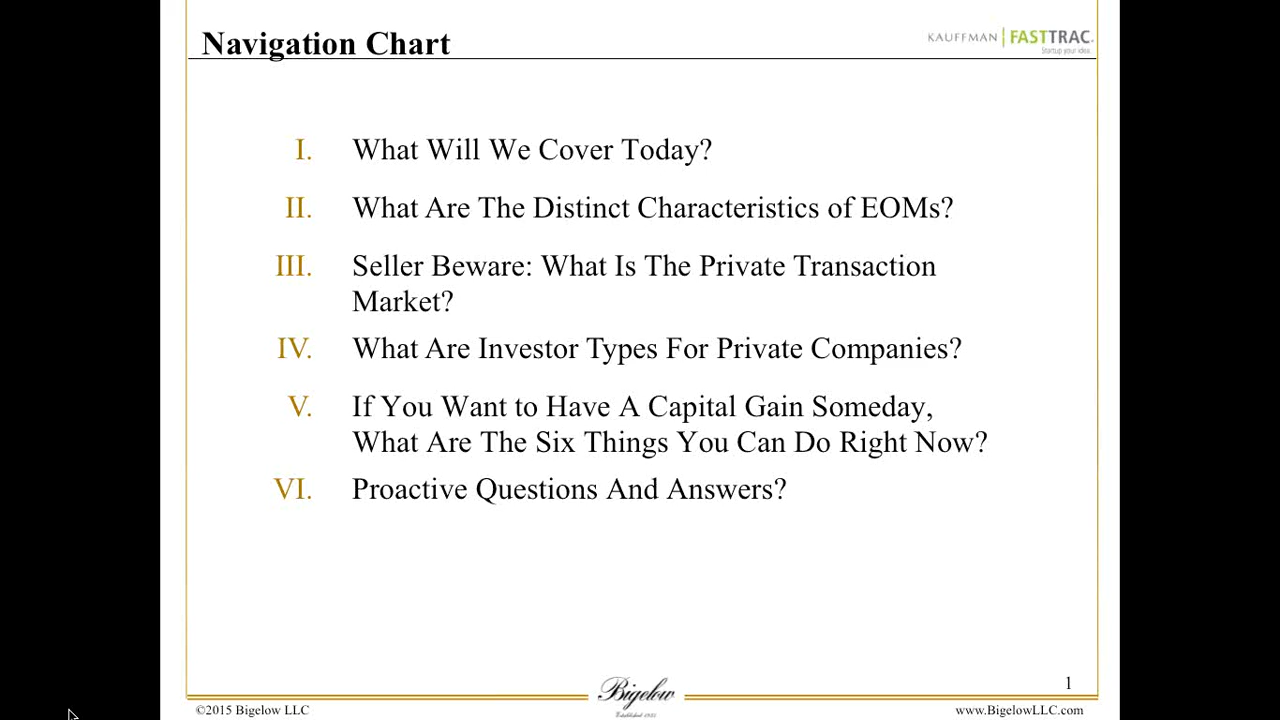 Navigation Chart
KAUFFMAN FASTTRAC.
Startup your idea.
I. What Will We Cover Today?
II. What Are The Distinct Characteristics of EOMs?
III. Seller Beware: What Is The Private Transaction
Market?
IV. What Are Investor Types For Private Companies?
V. If You Want to Have A Capital Gain Someday,
What Are The Six Things You Can Do Right Now?
VI. Proactive Questions And Answers?
1
©2015 Bigelow LLC
Bigelow
www.BigelowLLC.com